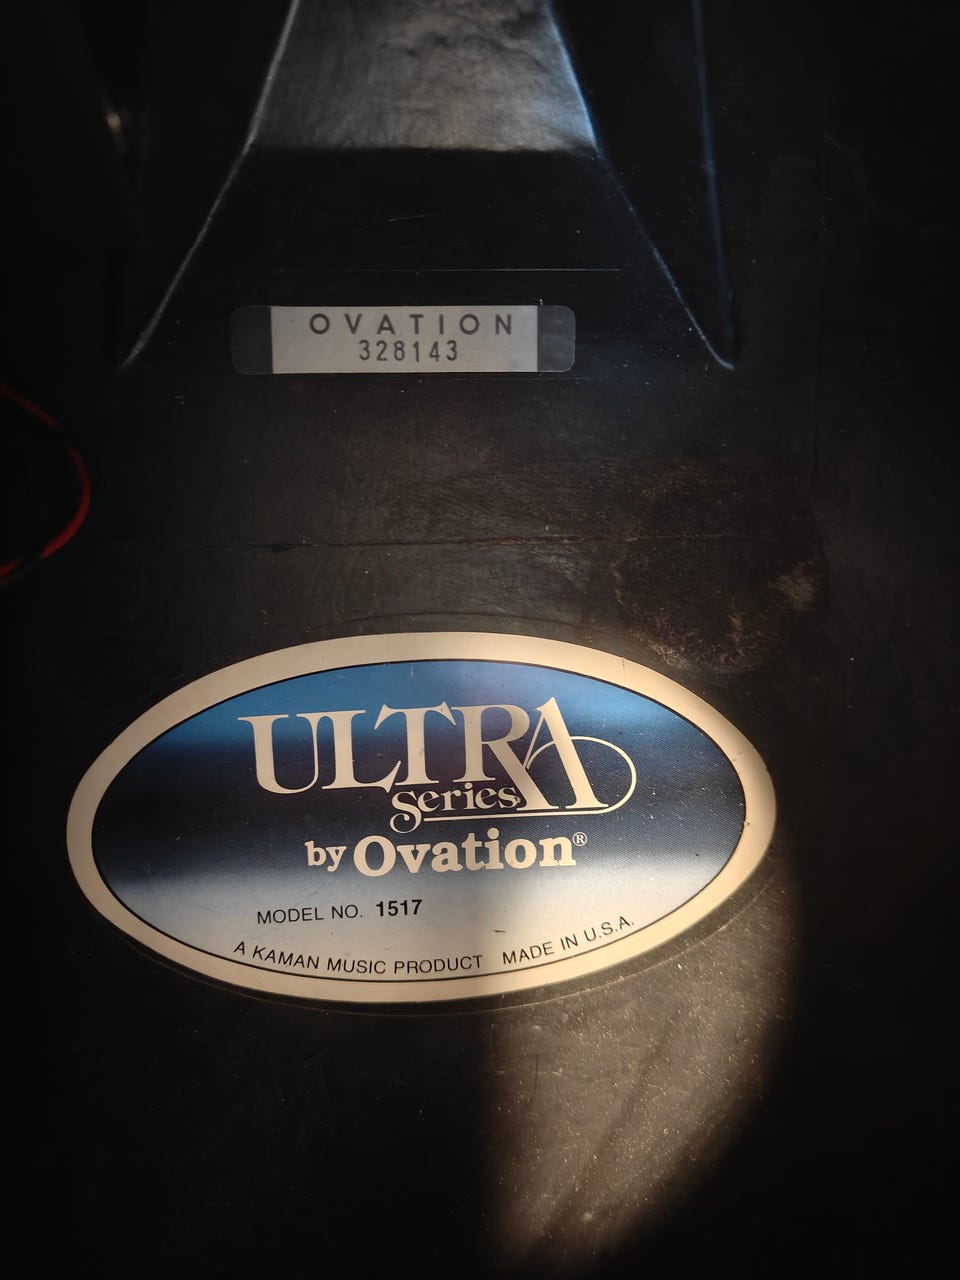 OVATION
328143
ULTRA
Series
by Ovation®
MODEL NO. 1517
A KAMAN MUSIC PRODUCT MADE IN U.S.A.